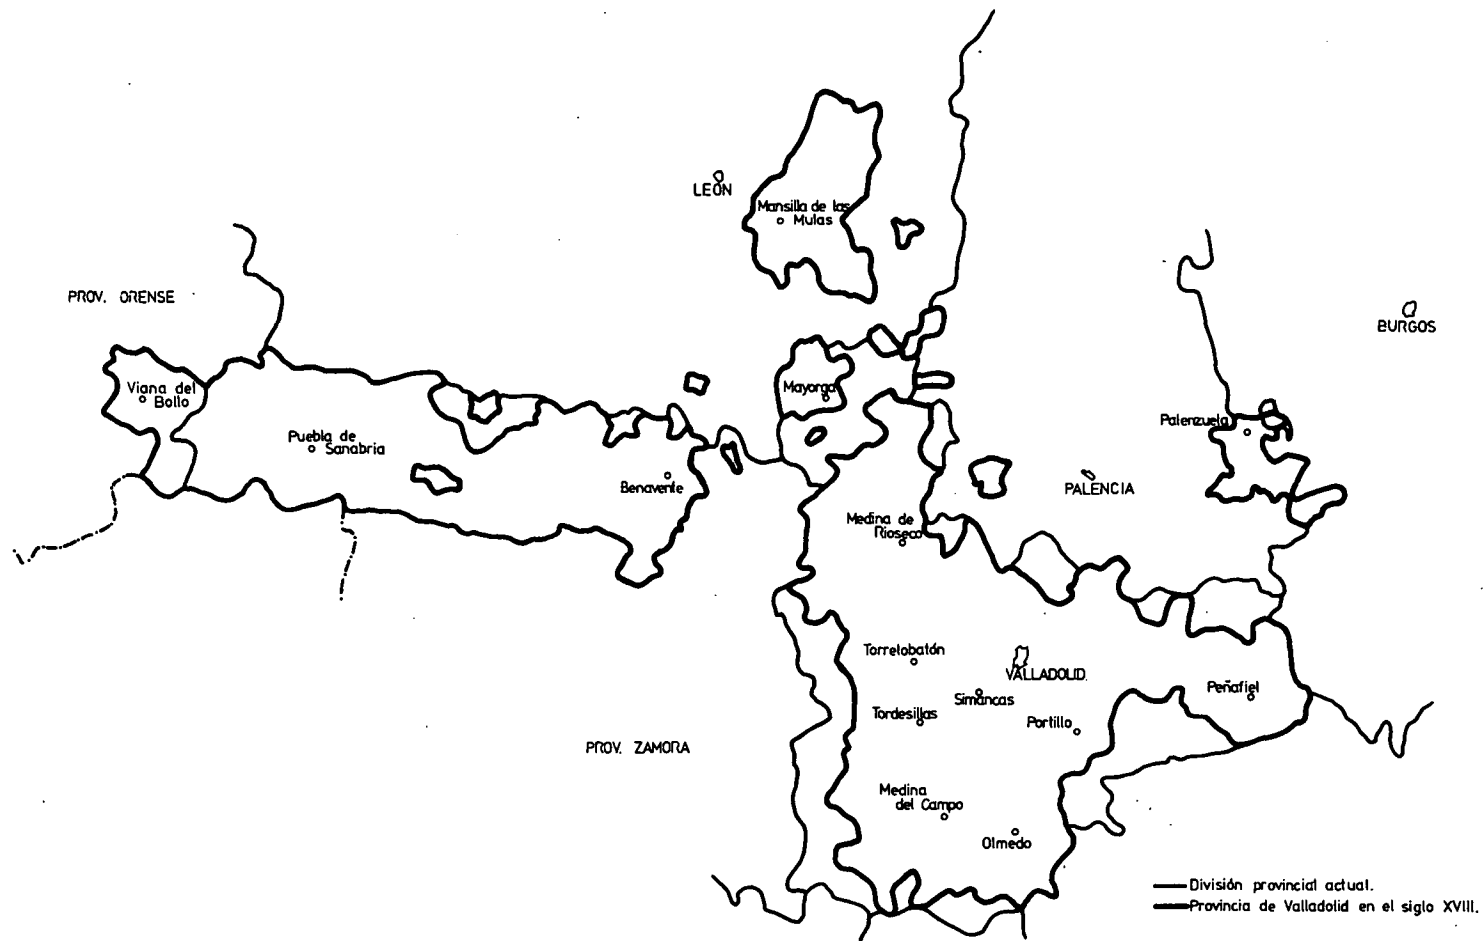 LEÓN
Mansilla de las
Mulas
PROV. ORENSE
BURGOS
Viana del
Bollo
Mayorga
Palenzuela
Puebla de
Sanabria
Benavente
PALENCIA
Medina de
Rioseco
Torrelobatón
VALLADOLID.
Simancas
Peñafiel
Tordesillas
Portillo
PROV. ZAMORA
Medina
del Campo
Olmedo
División provincial actual.
Provincia de Valladolid en el siglo XVIII.